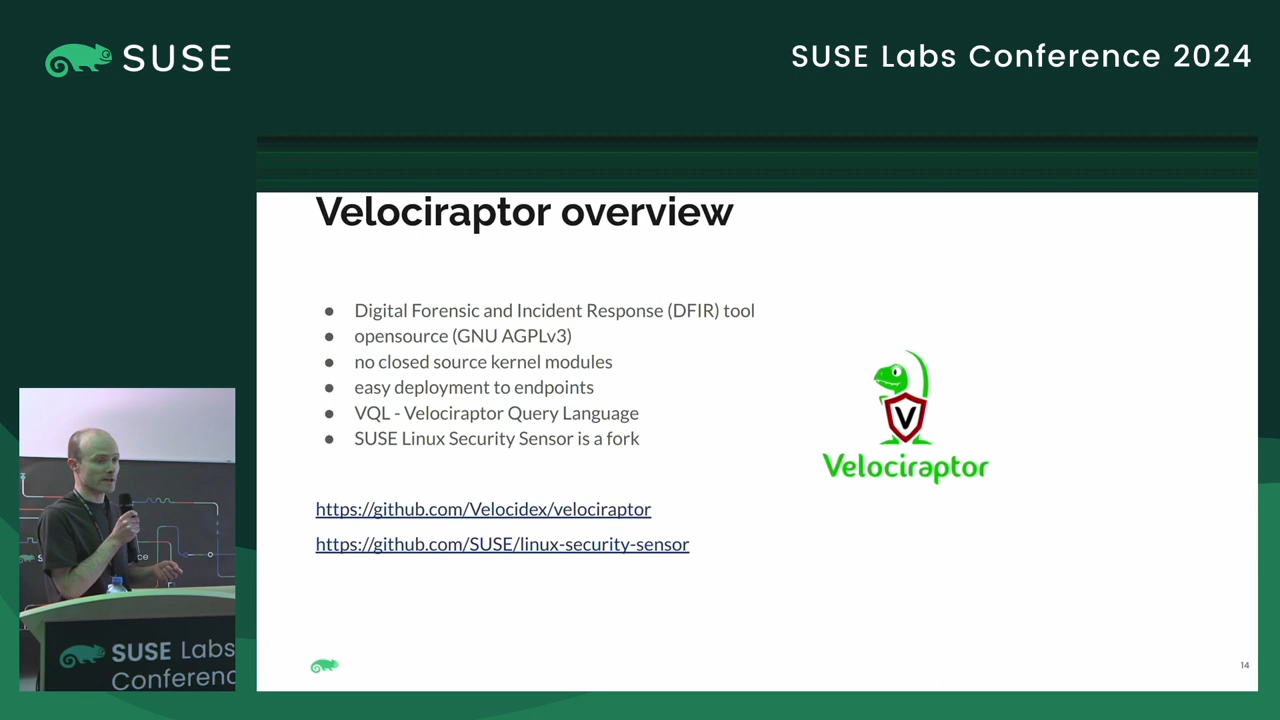 SUSE
SUSE Labs Conference 2024
Velociraptor overview
● Digital Forensic and Incident Response (DFIR) tool
● opensource (GNU AGPLv3)
● no closed source kernel modules
● easy deployment to endpoints
● VQL - Velociraptor Query Language
● SUSE Linux Security Sensor is a fork
V
Velociraptor
https://github.com/Velocidex/velociraptor
https://github.com/SUSE/linux-security-sensor
14
SUSE Labs
Conferenc